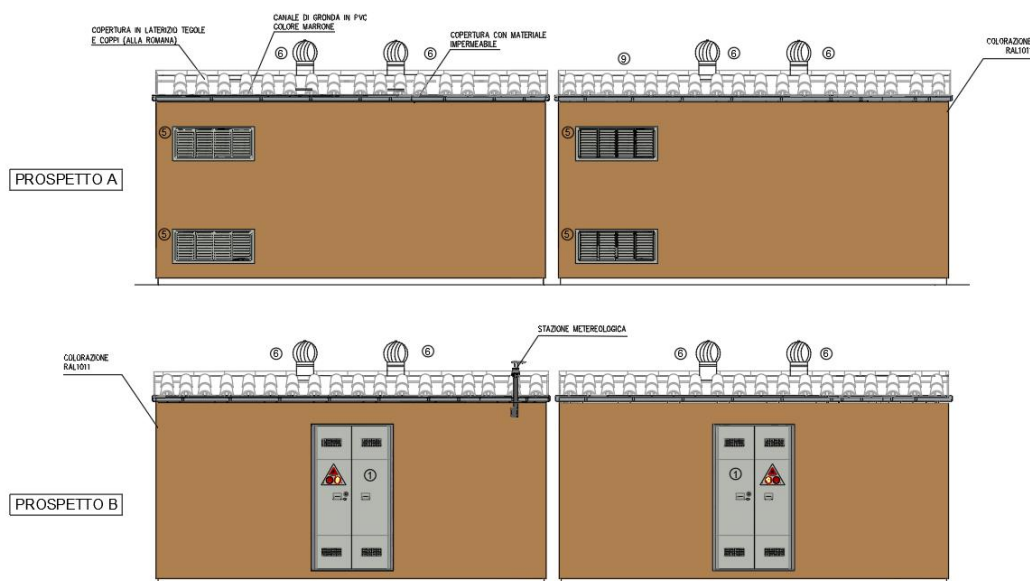 COPERTURA IN LATERIZIO TEGOLE
E COPPI (ALLA ROMANA)
CANALE DI GRONDA IN PVC
COLORE MARRONE
COPERTURA CON MATERIALE
IMPERMEABILE
COLORAZIONE
RAL1011
6
6
9
6
6
5
5
PROSPETTO A
5
5
STAZIONE METEREOLOGICA
COLORAZIONE
RAL1011
6
6
6
6
1
1
PROSPETTO B